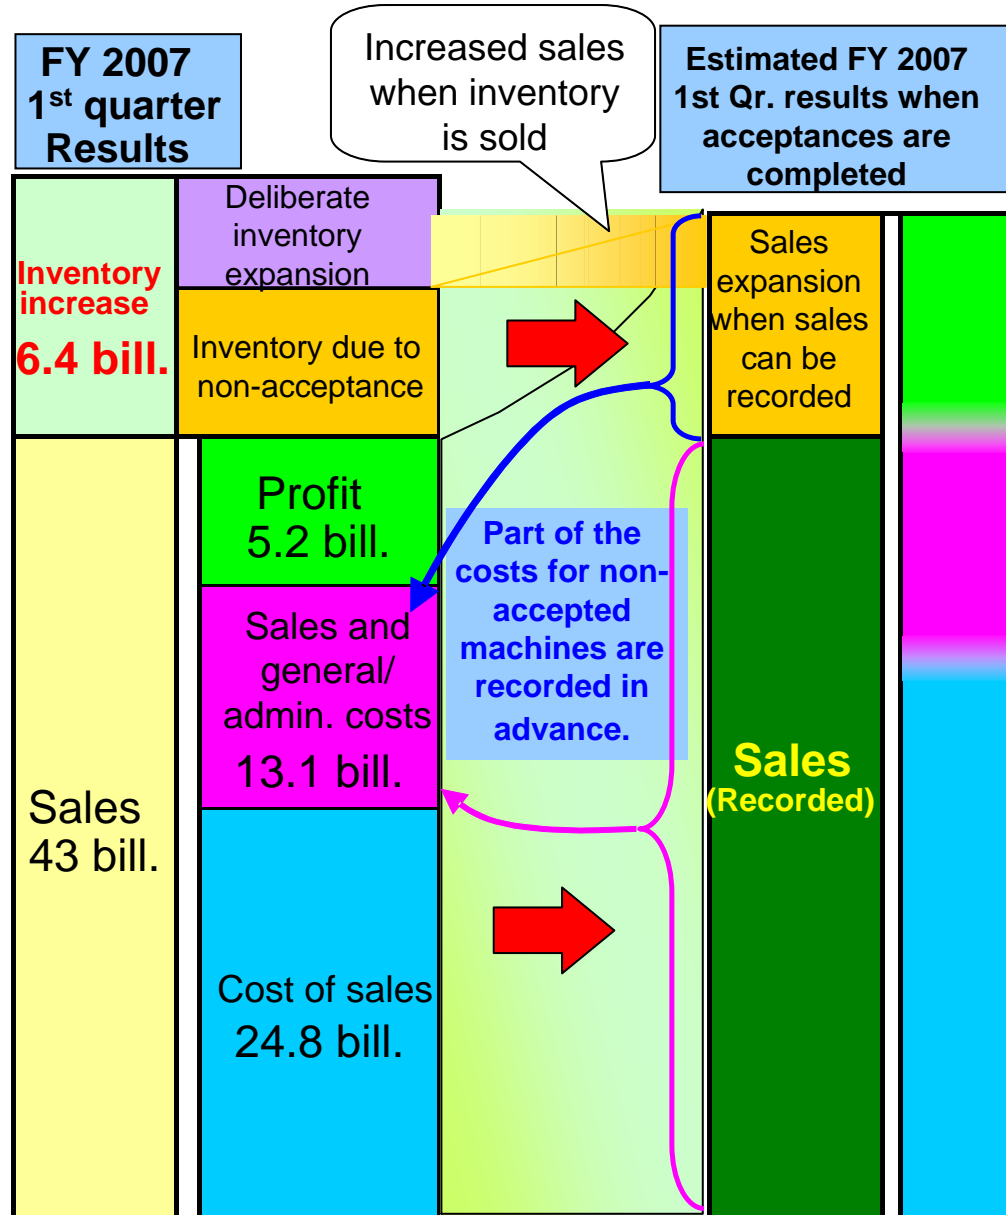 FY 2007
1st quarter
Results
Increased sales
when inventory
is sold
Estimated FY 2007
1st Qr. results when
acceptances are
completed
Inventory
increase
6.4 bill.
Deliberate
inventory
expansion
Inventory due to
non-acceptance
Sales
expansion
when sales
can be
recorded
Sales
43 bill.
Profit
5.2 bill.
Sales and
general/
admin. costs
13.1 bill.
Cost of sales
24.8 bill.
Part of the
costs for non-
accepted
machines are
recorded in
advance.
Sales
(Recorded)